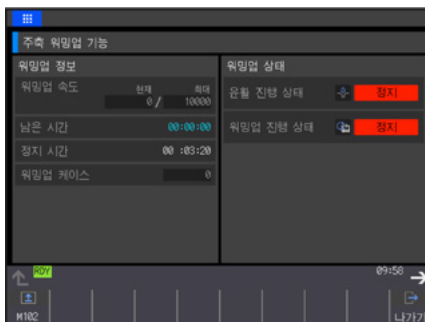 주축 워밍업 기능
워밍업 정보
워밍업 속도
현재 최대
0 / 10000
남은 시간 00:00:00
정지 시간 00 :03:20
워밍업 케이스 0
워밍업 상태
윤활 진행 상태 정지
워밍업 진행 상태 정지
RDY
09:58
M102
나가기